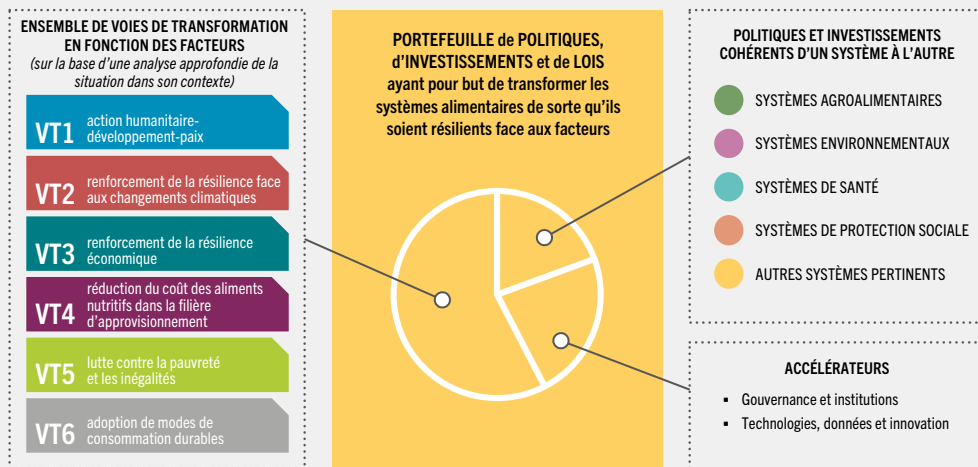 ENSEMBLE DE VOIES DE TRANSFORMATION
EN FONCTION DES FACTEURS
(sur la base d'une analyse approfondie de la
situation dans son contexte)
VT1
action humanitaire-
développement-paix
VT2
renforcement de la résilience face
aux changements climatiques
VT3
renforcement de la résilience
économique
VT4
réduction du coût des aliments
nutritifs dans la filière
d'approvisionnement
VT5
lutte contre la pauvreté
et les inégalités
VT6
adoption de modes de
consommation durables
PORTEFEUILLE de POLITIQUES,
d'INVESTISSEMENTS et de LOIS
ayant pour but de transformer les
systèmes alimentaires de sorte qu'ils
soient résilients face aux facteurs
POLITIQUES ET INVESTISSEMENTS
COHÉRENTS D'UN SYSTÈME À L'AUTRE
SYSTÈMES AGROALIMENTAIRES
SYSTÈMES ENVIRONNEMENTAUX
SYSTÈMES DE SANTÉ
SYSTÈMES DE PROTECTION SOCIALE
AUTRES SYSTÈMES PERTINENTS
ACCÉLÉRATEURS
▪ Gouvernance et institutions
▪ Technologies, données et innovation